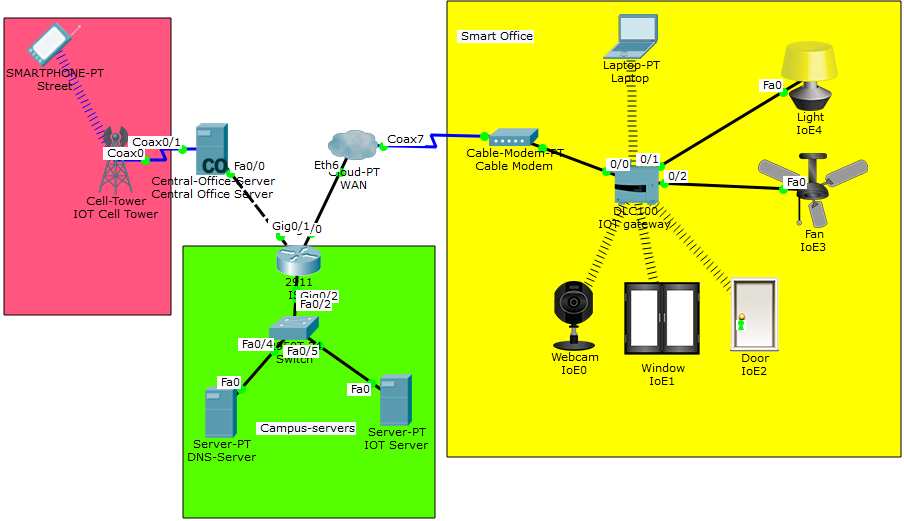 Smart Office
SMARTPHONE-PT
Street
Laptop-PT
Laptop
Fa0
Light
IoE4
Coax0/1
Coax0
CO
Fa0/0
Central-Office-Server
Central Office Server
Cell-Tower
IOT Cell Tower
Eth6
Coax7
Cloud-PT
WAN
Cable-Modem-PT
Cable Modem
0/0
0/1
0/2
DLC100
IOT gateway
Fa0
Fan
IoE3
Gig0/1
/0
2911
Gig0/2
Fa0/2
Fa0/4
Fa0/5
Switch
Fa0
Fa0
Campus-servers
Server-PT
DNS-Server
Server-PT
IOT Server
Webcam
IoE0
Window
IoE1
Door
IoE2